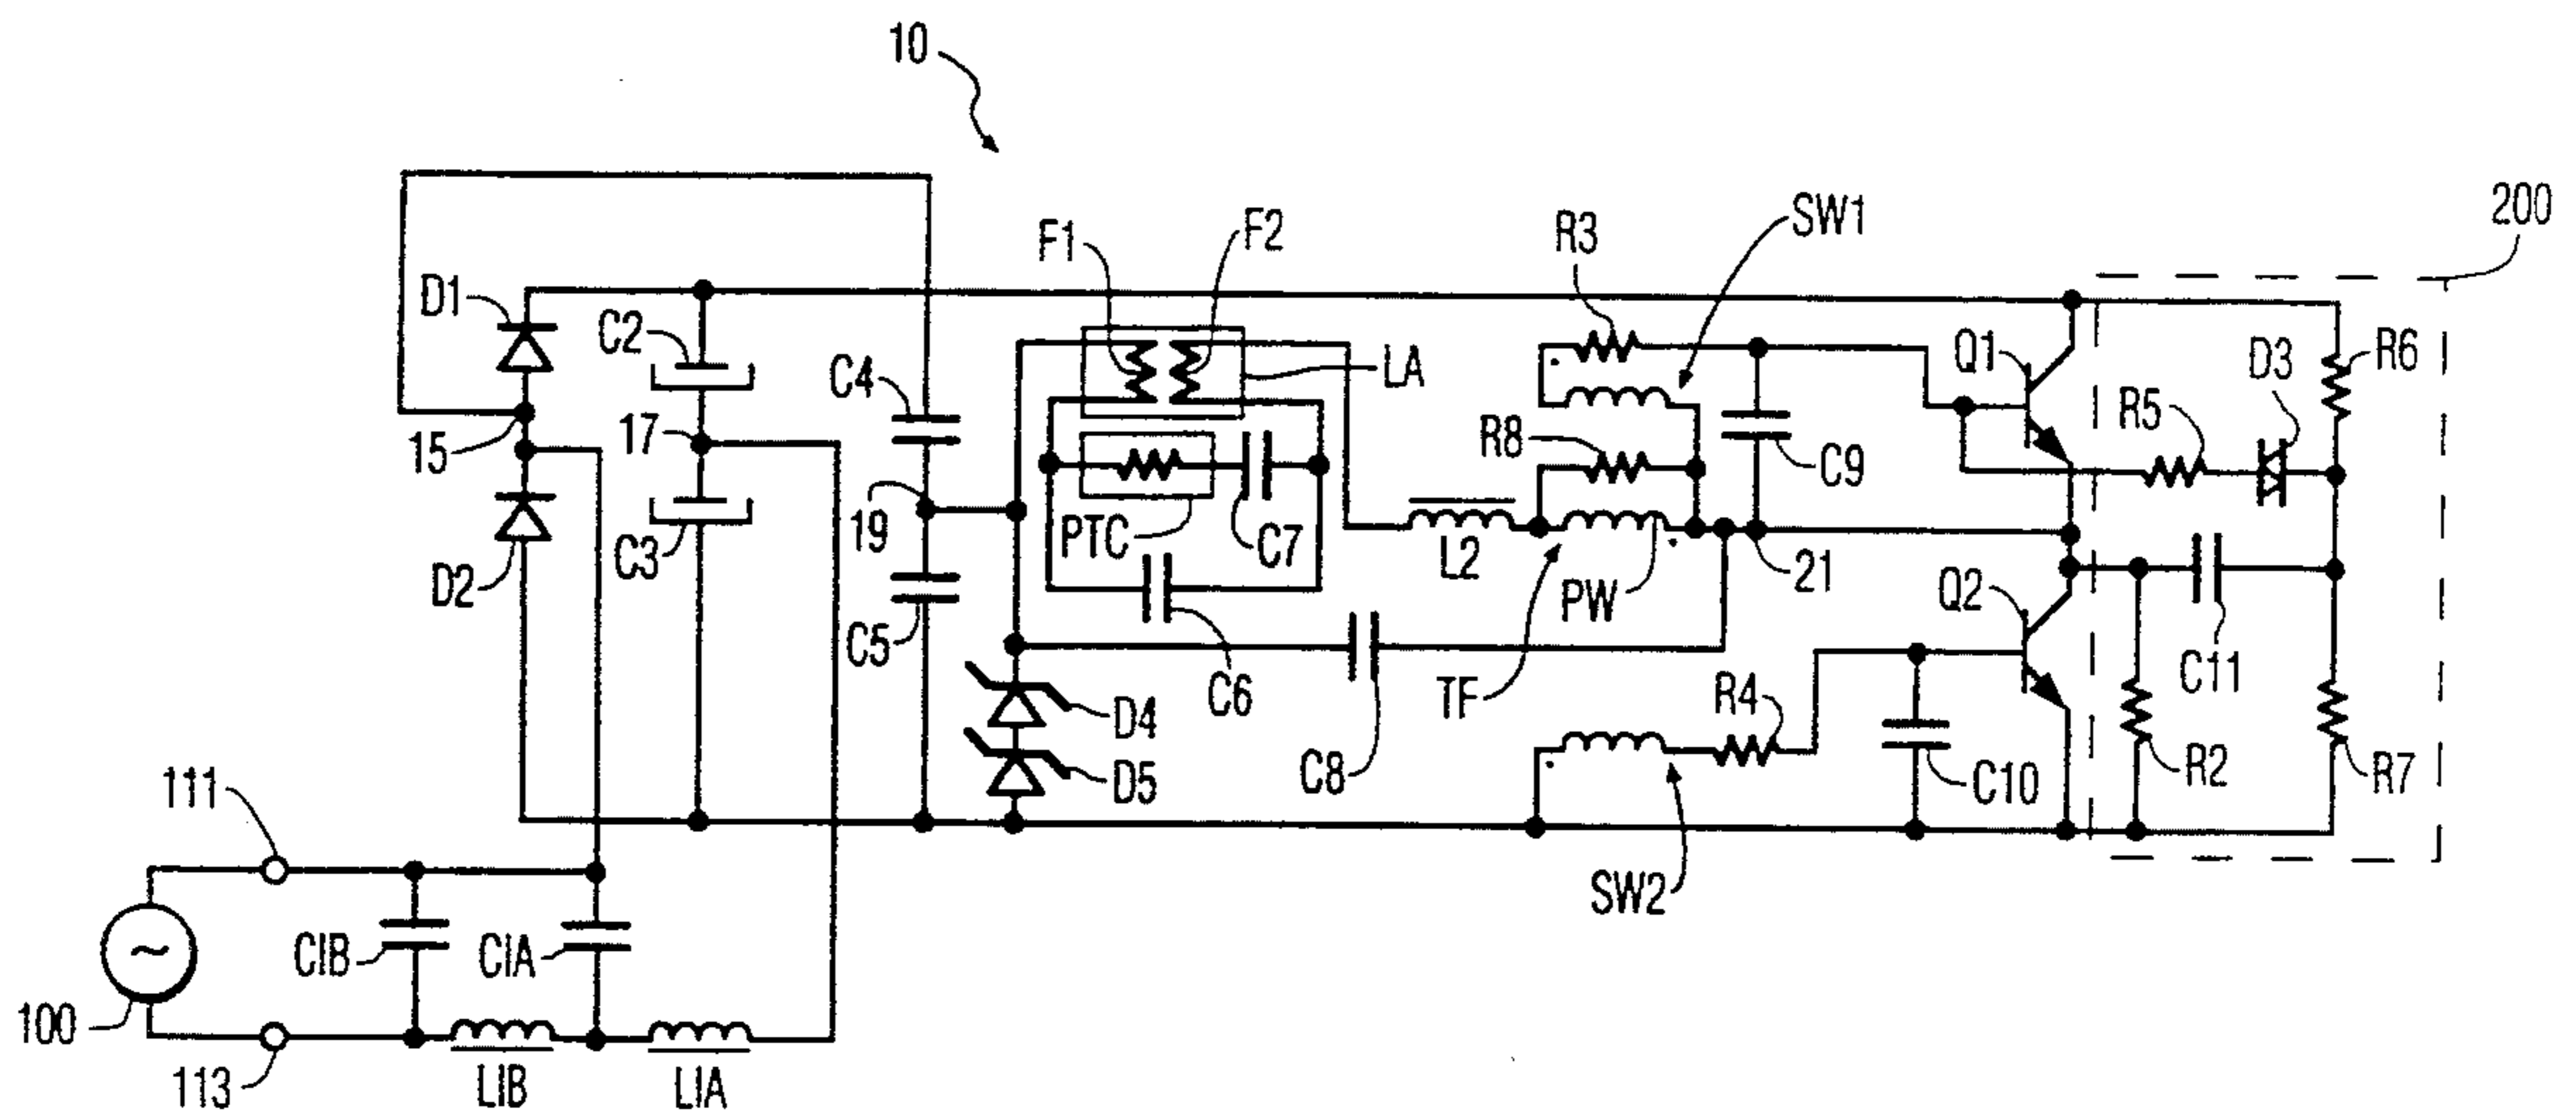 10
200
SW1
F1
F2
R3
D1
C2
LA
Q1
D3
R6
C4
R5
15
17
R8
C9
19
PTC
C7
L2
PW
21
D2
C3
C5
C6
Q2
C11
TF
R4
D4
D5
C8
C10
R2
R7
111
SW2
CIB
CIA
~
100
113
LIB
LIA